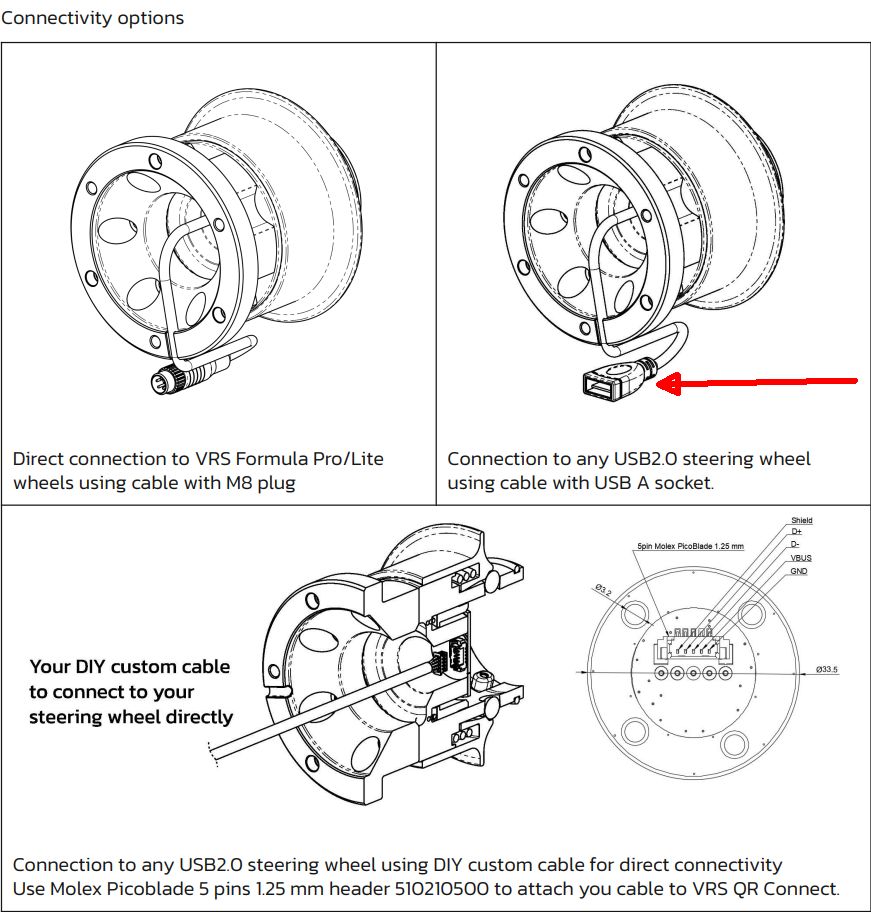 Connectivity options
Direct connection to VRS Formula Pro/Lite
wheels using cable with M8 plug
Connection to any USB2.0 steering wheel
using cable with USB A socket.
Your DIY custom cable
to connect to your
steering wheel directly
Shield
D+
5pin Molex PicoBlade 1.25 mm
D-
VBUS
GND
Ø3.2
Ø33.5
Connection to any USB2.0 steering wheel using DIY custom cable for direct connectivity
Use Molex Picoblade 5 pins 1.25 mm header 510210500 to attach you cable to VRS QR Connect.